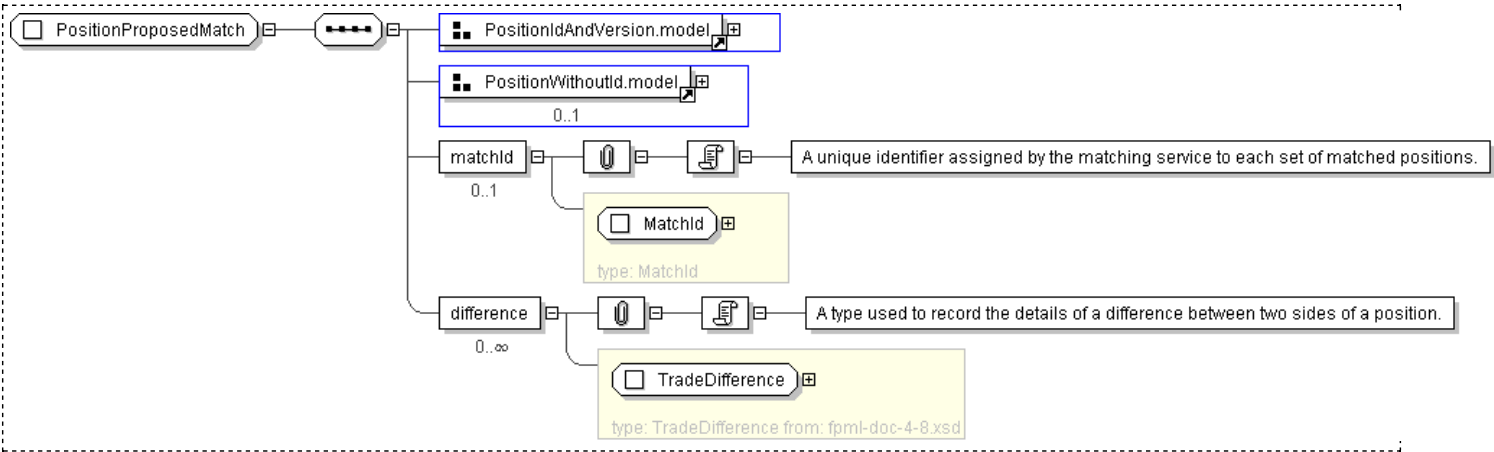 PositionProposedMatch
PositionIdAndVersion.model
PositionWithoutId.model
0..1
matchId
A unique identifier assigned by the matching service to each set of matched positions.
0..1
MatchId
type: MatchId
difference
A type used to record the details of a difference between two sides of a position.
0..∞
TradeDifference
type: TradeDifference from: fpml-doc-4-8.xsd